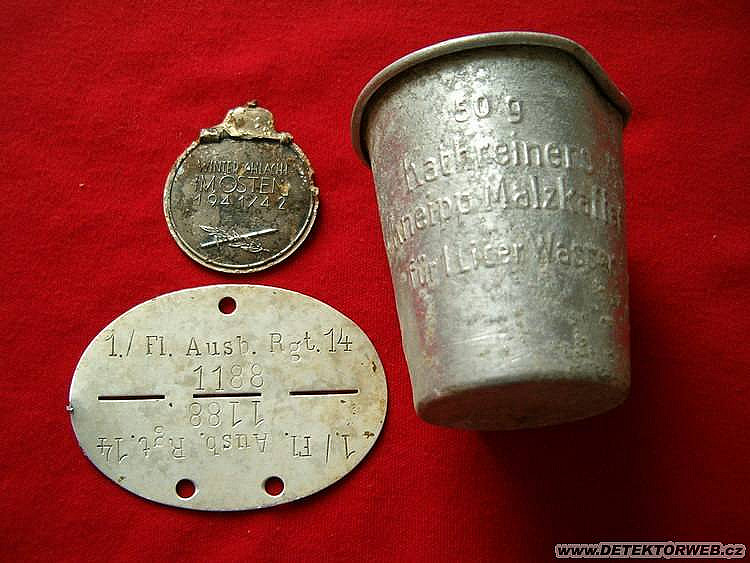 WINTERSCHLACHT
IM OSTEN
1941/42
50 g
Kathreiners
Kneipp Malzkaffee
für 1 Liter Wasser
1./ Fl. Ausb. Rgt. 14
1188
1188
1./ Fl. Ausb. Rgt. 14
www.DETEKTORWEB.cz